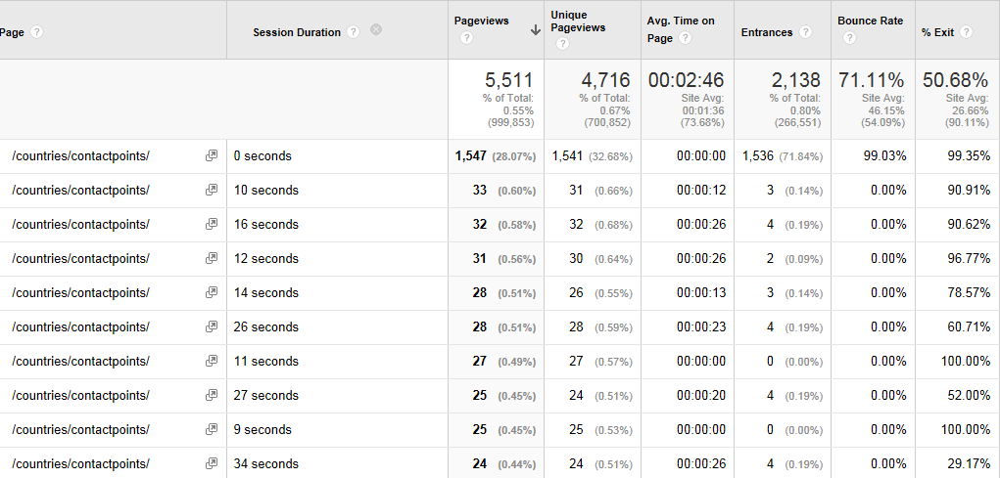 Page ? Session Duration ? Pageviews ? Unique Pageviews ? Avg. Time on Page ? Entrances ? Bounce Rate ? % Exit ?
5,511 4,716 00:02:46 2,138 71.11% 50.68%
% of Total: % of Total: Site Avg: % of Total: Site Avg: Site Avg:
0.55% 0.67% 00:01:36 0.80% 46.15% 26.66%
(999,853) (700,852) (73.68%) (266,551) (54.09%) (90.11%)
/countries/contactpoints/ 0 seconds 1,547 (28.07%) 1,541 (32.68%) 00:00:00 1,536 (71.84%) 99.03% 99.35%
/countries/contactpoints/ 10 seconds 33 (0.60%) 31 (0.66%) 00:00:12 3 (0.14%) 0.00% 90.91%
/countries/contactpoints/ 16 seconds 32 (0.58%) 32 (0.68%) 00:00:26 4 (0.19%) 0.00% 90.62%
/countries/contactpoints/ 12 seconds 31 (0.56%) 30 (0.64%) 00:00:26 2 (0.09%) 0.00% 96.77%
/countries/contactpoints/ 14 seconds 28 (0.51%) 26 (0.55%) 00:00:13 3 (0.14%) 0.00% 78.57%
/countries/contactpoints/ 26 seconds 28 (0.51%) 28 (0.59%) 00:00:23 4 (0.19%) 0.00% 60.71%
/countries/contactpoints/ 11 seconds 27 (0.49%) 27 (0.57%) 00:00:00 0 (0.00%) 0.00% 100.00%
/countries/contactpoints/ 27 seconds 25 (0.45%) 24 (0.51%) 00:00:20 4 (0.19%) 0.00% 52.00%
/countries/contactpoints/ 9 seconds 25 (0.45%) 25 (0.53%) 00:00:00 0 (0.00%) 0.00% 100.00%
/countries/contactpoints/ 34 seconds 24 (0.44%) 24 (0.51%) 00:00:26 4 (0.19%) 0.00% 29.17%